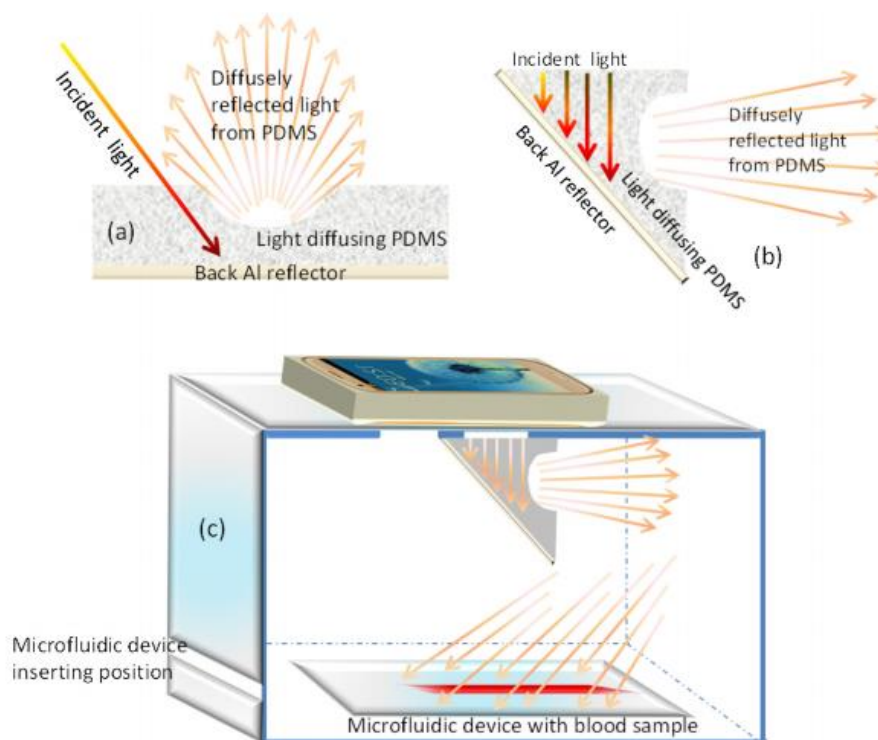 Incident light
Diffusely
reflected light
from PDMS
(a)
Light diffusing PDMS
Back Al reflector
Incident light
Back Al reflector
Light diffusing PDMS
Diffusely
reflected light
from PDMS
(b)
(c)
Microfluidic device
inserting position
Microfluidic device with blood sample